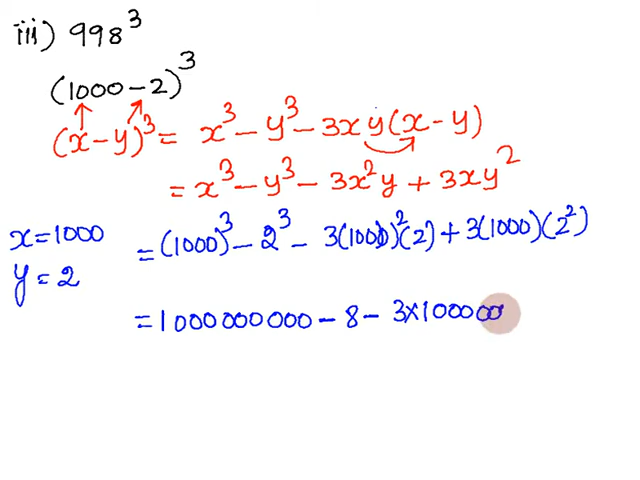 iii) 998³
(1000 – 2)³
(x – y)³ = x³ – y³ – 3xy(x – y)
= x³ – y³ – 3x²y + 3xy²
x = 1000 = (1000)³ – 2³ – 3(1000)²(2) + 3(1000)(2²)
y = 2
= 1000000000 – 8 – 3×1000000